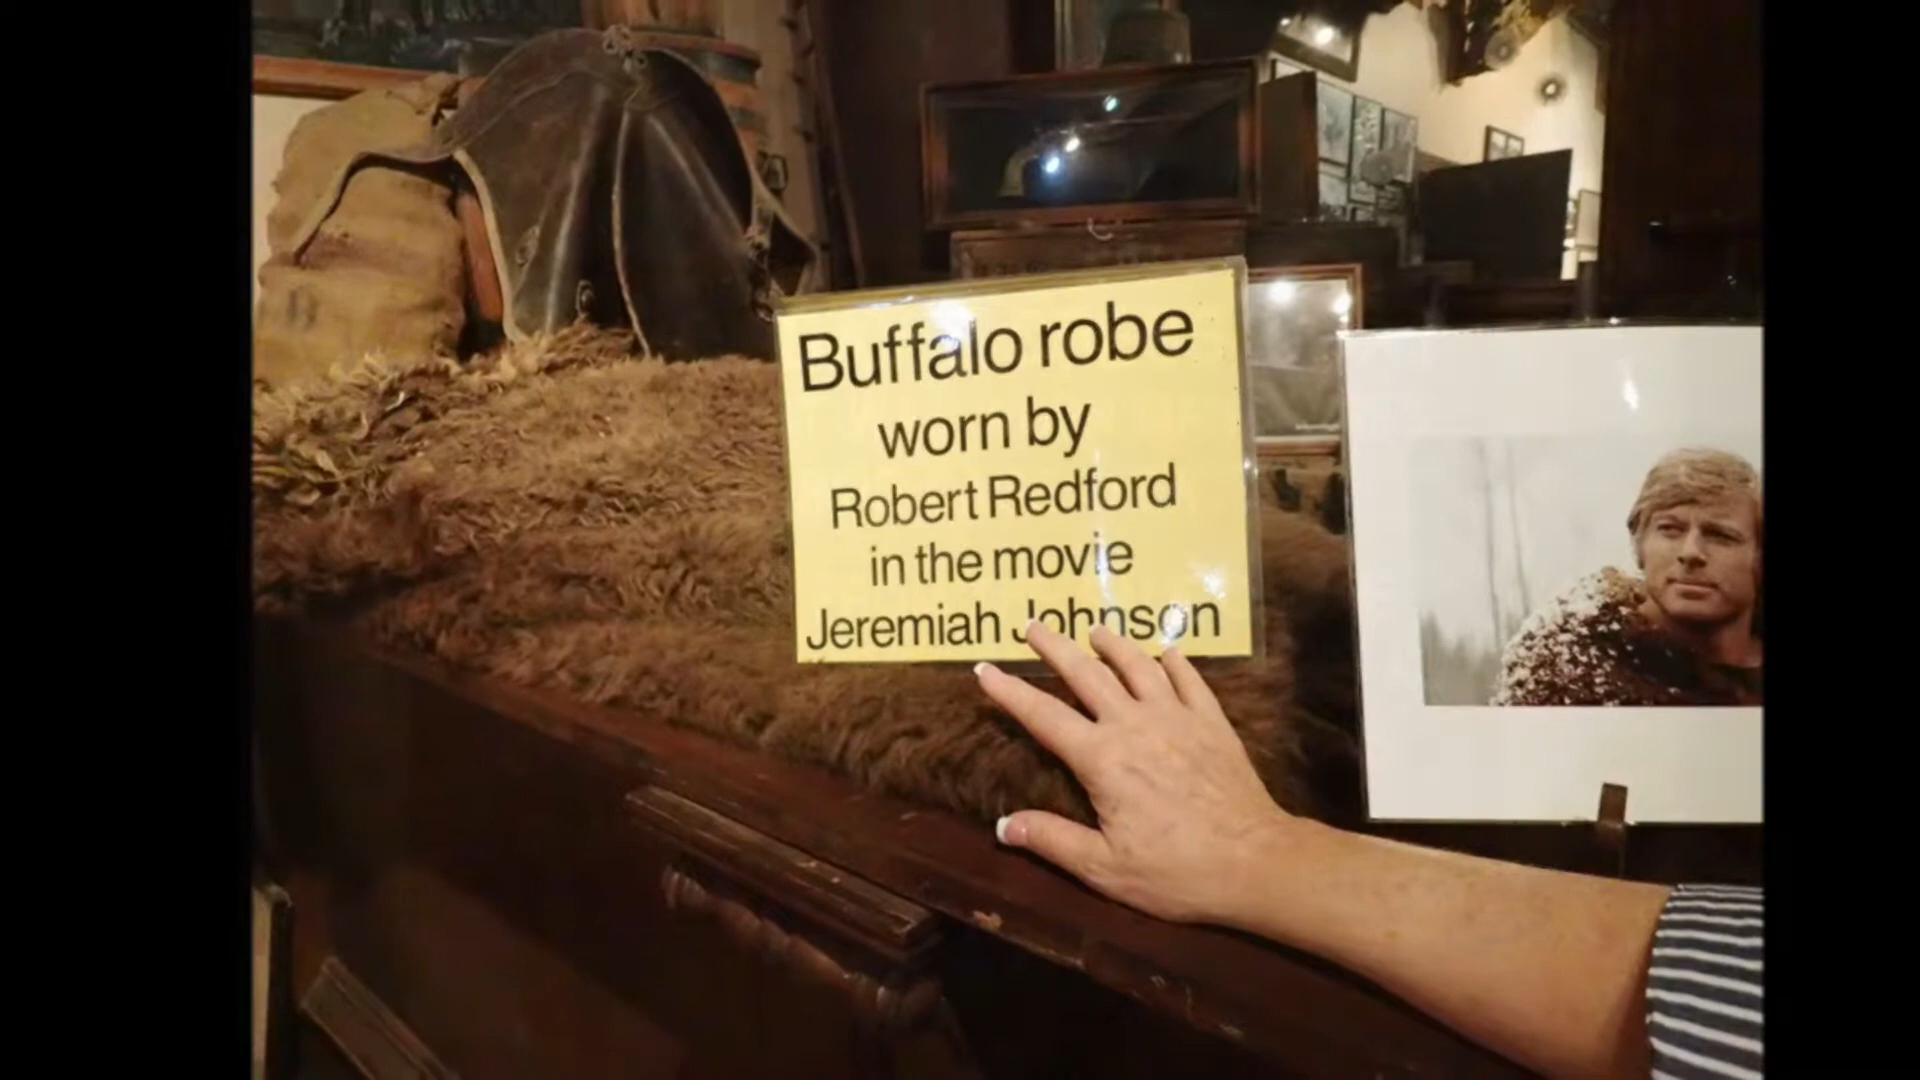 Buffalo robe
worn by
Robert Redford
in the movie
Jeremiah Johnson